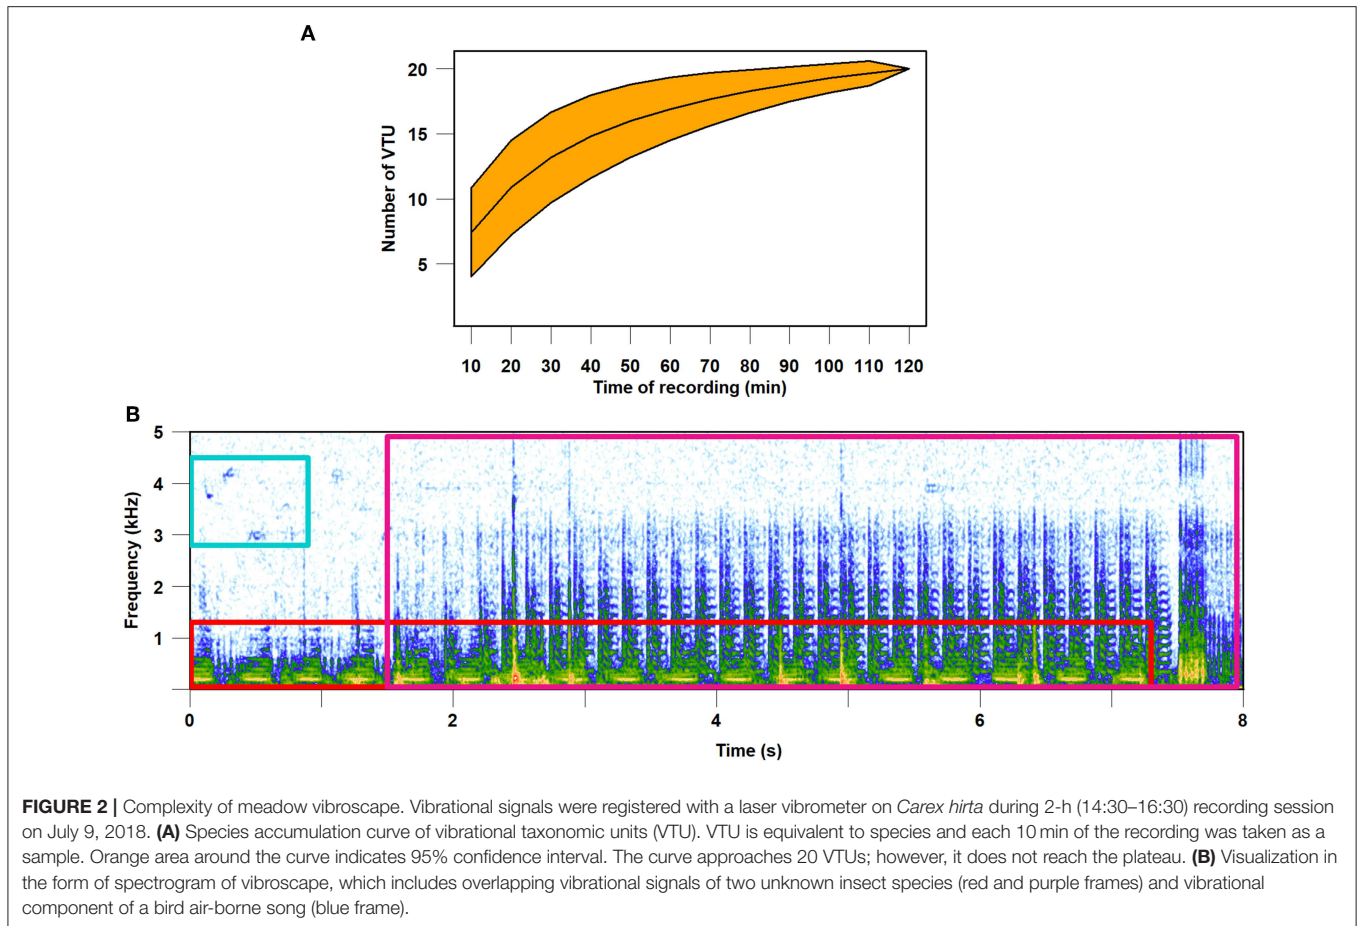 A
20
15
10
5
Number of VTU
10 20 30 40 50 60 70 80 90 100 110 120
Time of recording (min)
B
5
4
3
2
1
Frequency (kHz)
0 2 4 6 8
Time (s)
FIGURE 2 | Complexity of meadow vibroscape. Vibrational signals were registered with a laser vibrometer on Carex hirta during 2-h (14:30–16:30) recording session
on July 9, 2018. (A) Species accumulation curve of vibrational taxonomic units (VTU). VTU is equivalent to species and each 10 min of the recording was taken as a
sample. Orange area around the curve indicates 95% confidence interval. The curve approaches 20 VTUs; however, it does not reach the plateau. (B) Visualization in
the form of spectrogram of vibroscape, which includes overlapping vibrational signals of two unknown insect species (red and purple frames) and vibrational
component of a bird air-borne song (blue frame).